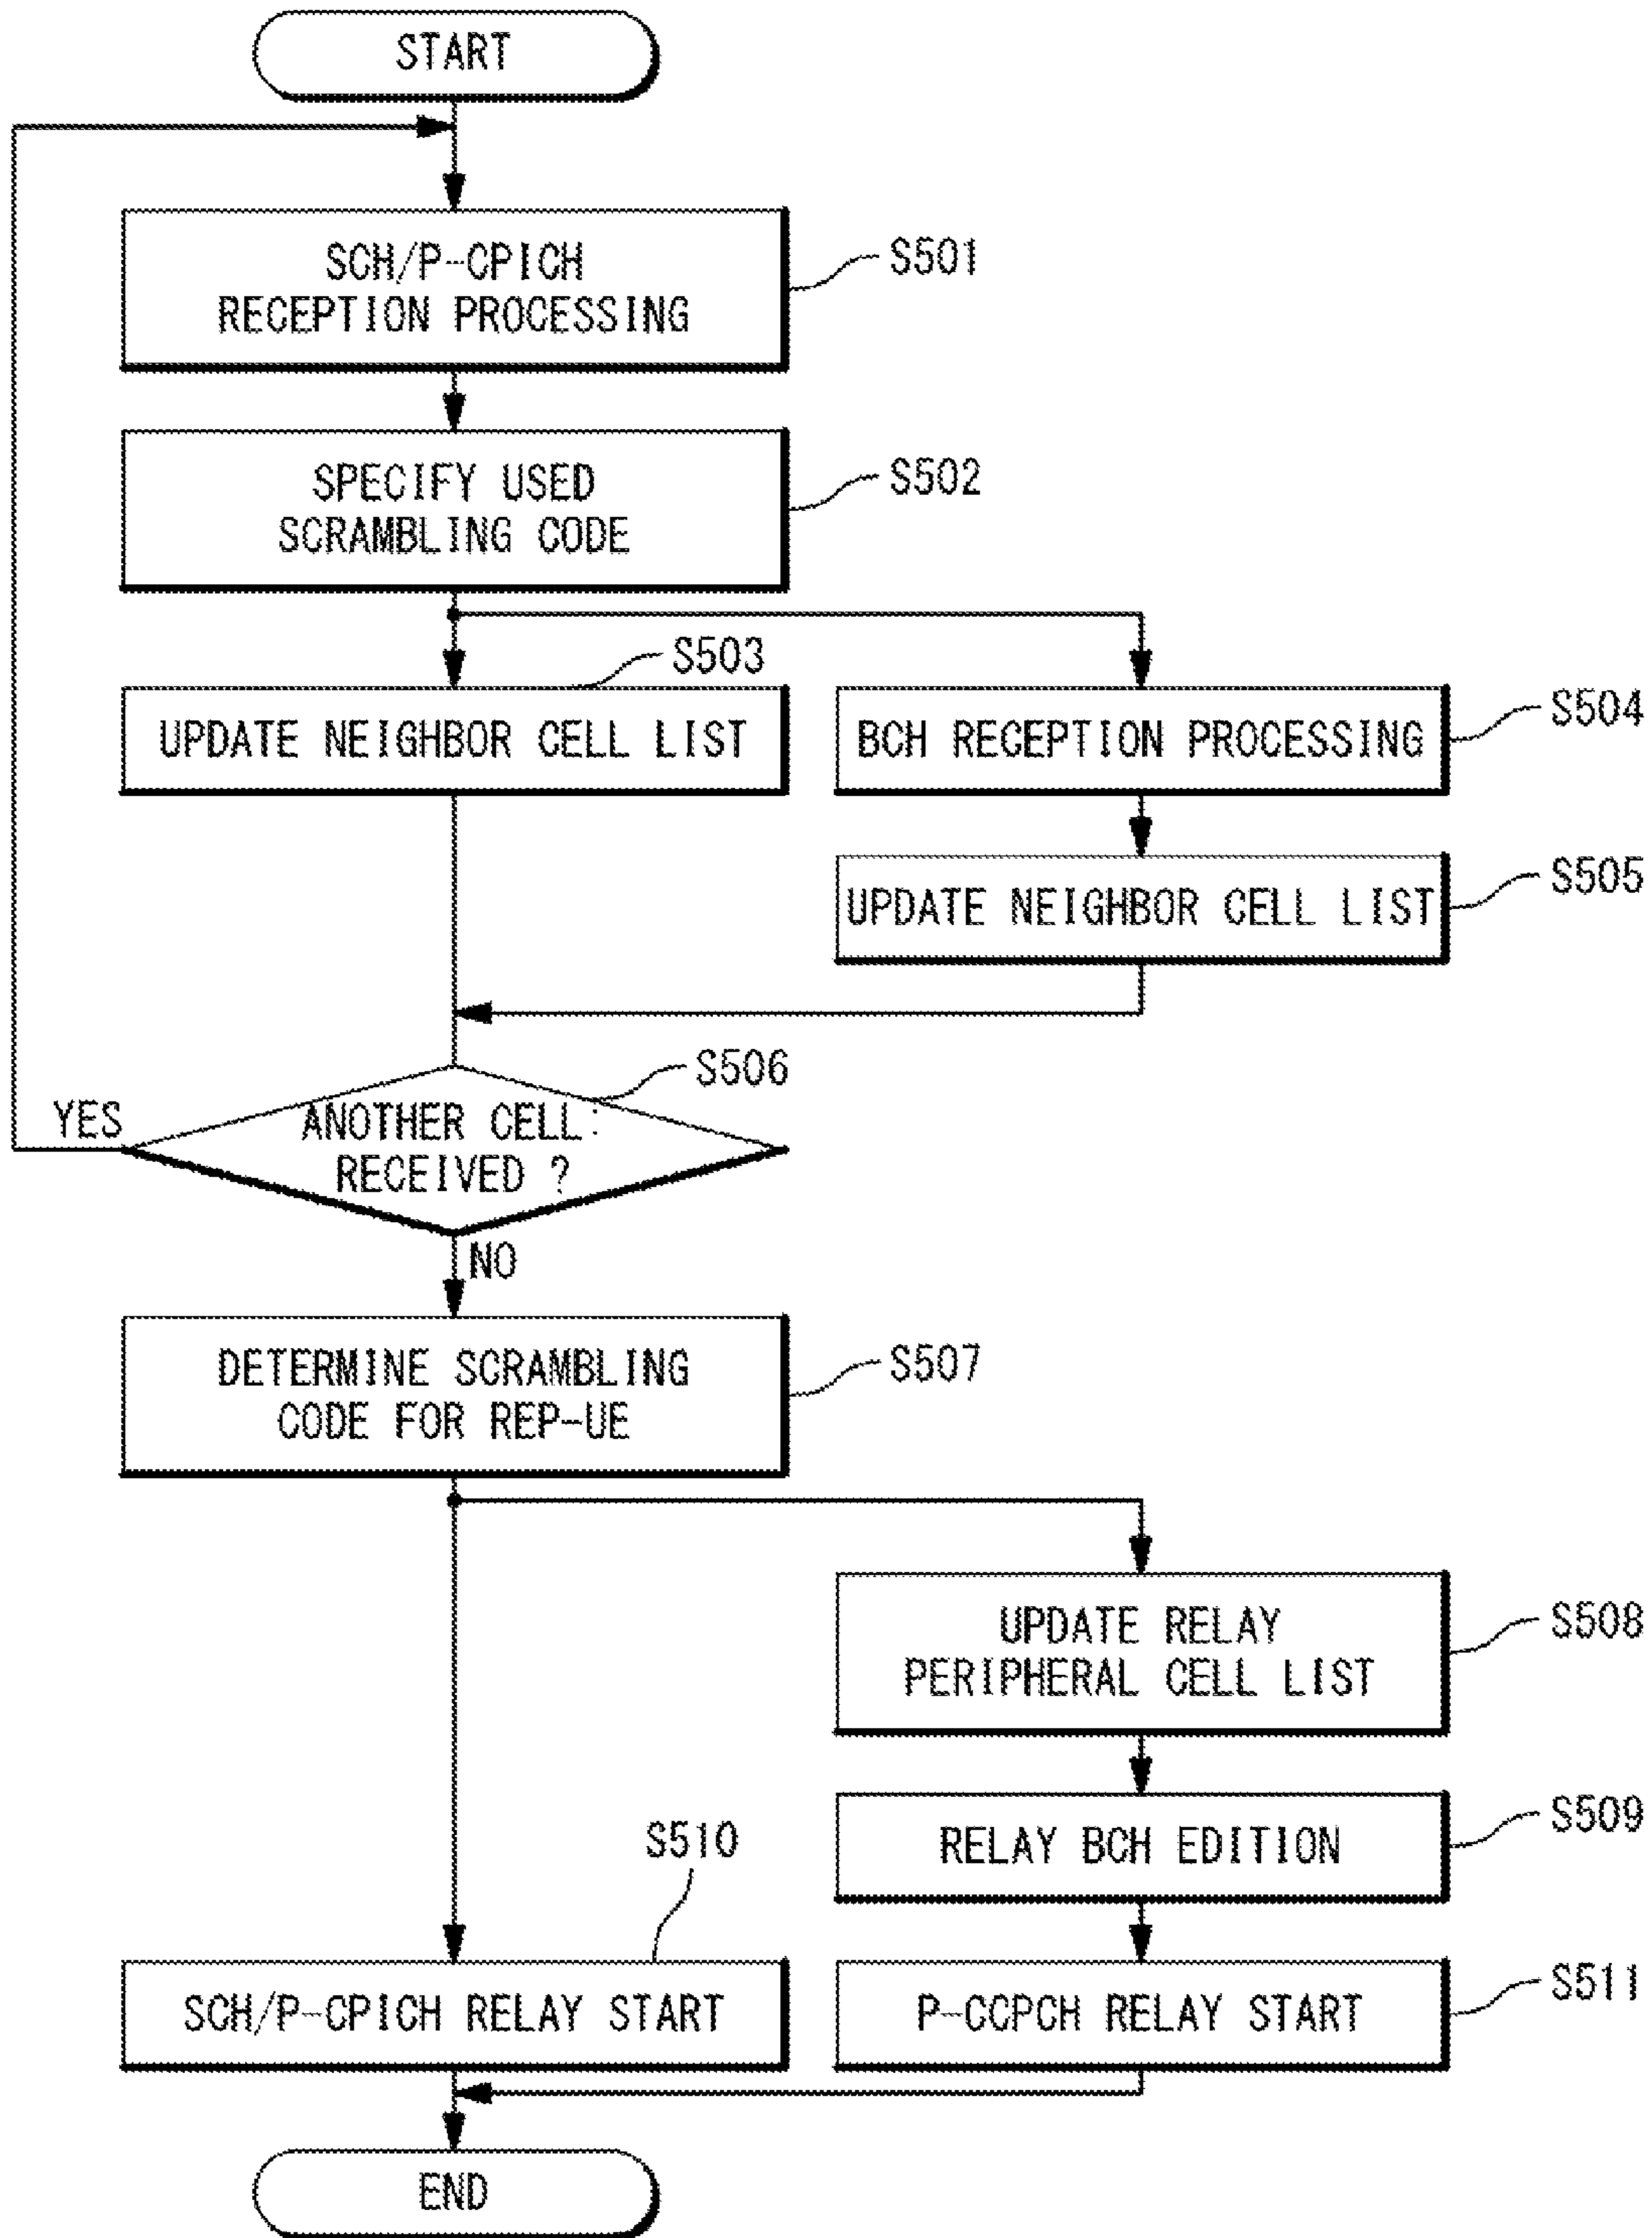 START
SCH/P-CPICH
RECEPTION PROCESSING
S501
SPECIFY USED
SCRAMBLING CODE
S502
S503
UPDATE NEIGHBOR CELL LIST
BCH RECEPTION PROCESSING
S504
UPDATE NEIGHBOR CELL LIST
S505
S506
YES
ANOTHER CELL
RECEIVED ?
NO
DETERMINE SCRAMBLING
CODE FOR REP-UE
S507
UPDATE RELAY
PERIPHERAL CELL LIST
S508
RELAY BCH EDITION
S509
S510
SCH/P-CPICH RELAY START
P-CCPCH RELAY START
S511
END